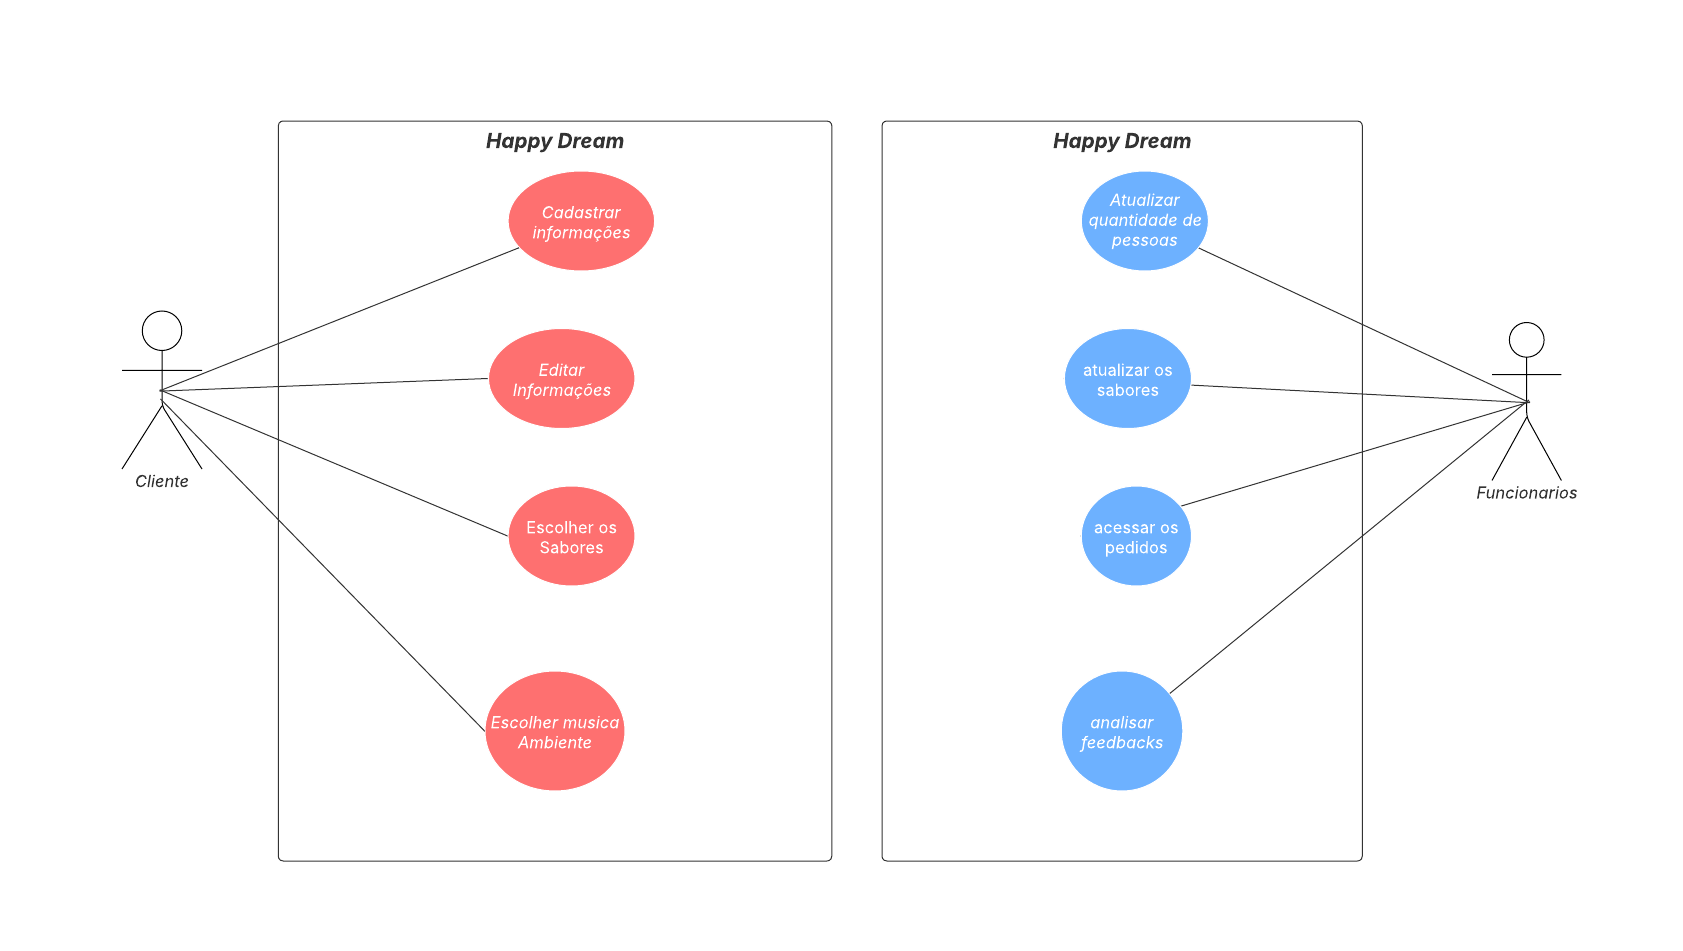 Happy Dream
Cadastrar
informações
Editar
Informações
Escolher os
Sabores
Escolher musica
Ambiente
Cliente
Happy Dream
Atualizar
quantidade de
pessoas
atualizar os
sabores
acessar os
pedidos
analisar
feedbacks
Funcionarios